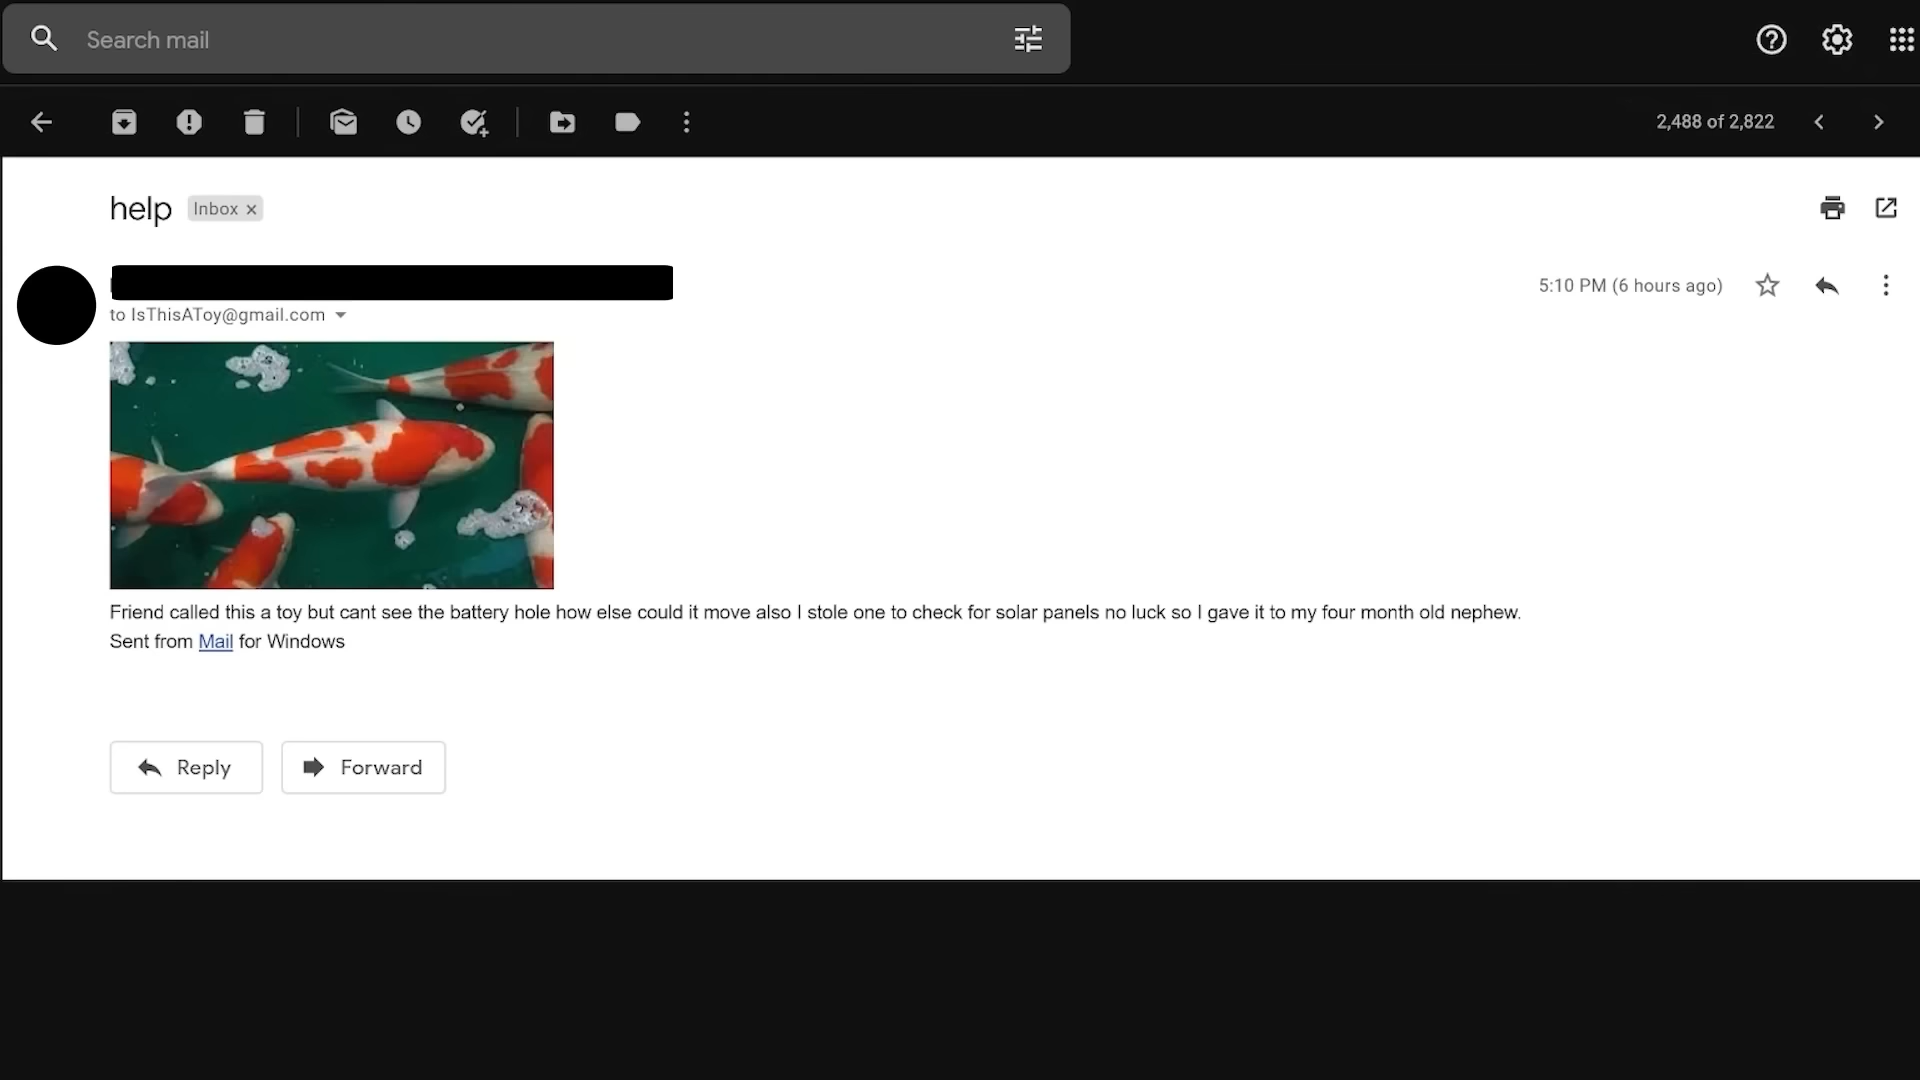 Search mail
2,488 of 2,822
help Inbox x
5:10 PM (6 hours ago)
to IsThisAToy@gmail.com
Friend called this a toy but cant see the battery hole how else could it move also I stole one to check for solar panels no luck so I gave it to my four month old nephew.
Sent from Mail for Windows
Reply Forward